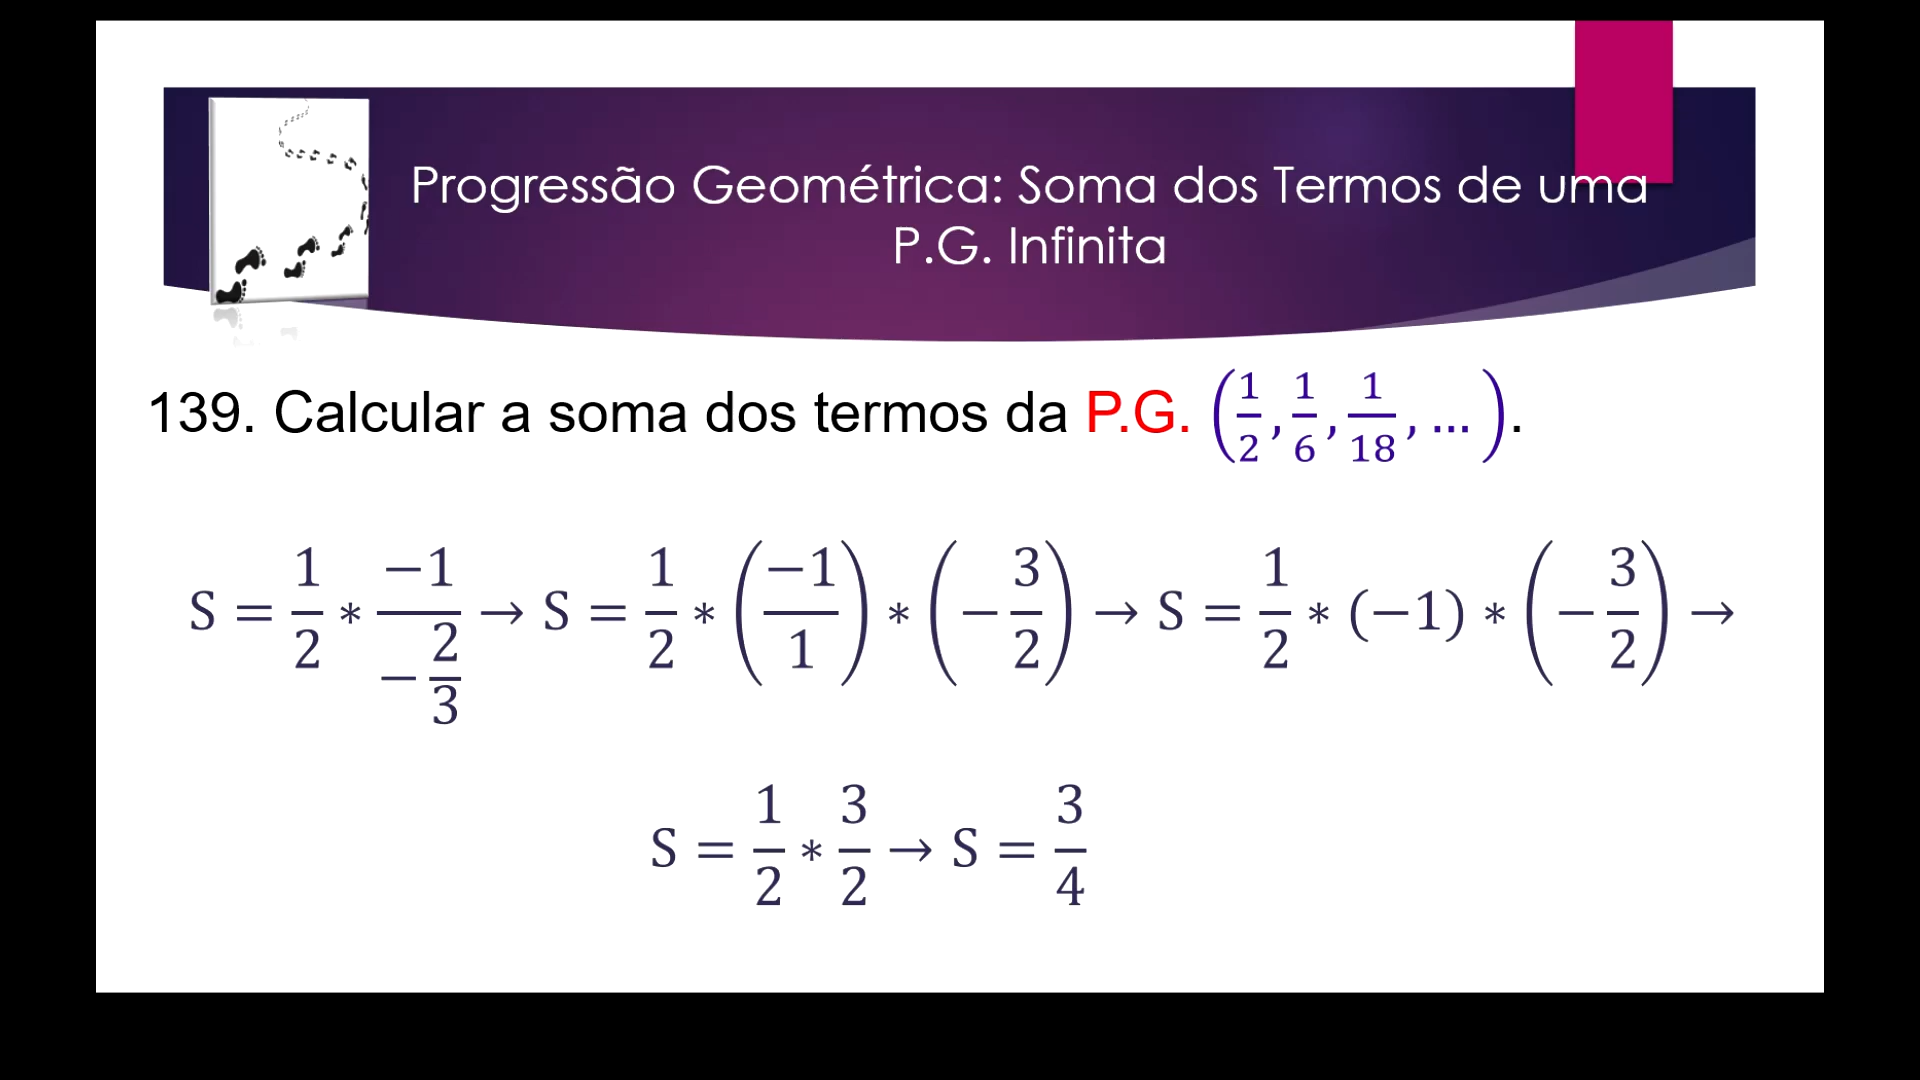 Progressão Geométrica: Soma dos Termos de uma
P.G. Infinita
139. Calcular a soma dos termos da P.G. (1/2, 1/6, 1/18, ...).
S = 1/2 * (−1)/(−2/3) → S = 1/2 * (−1/1) * (−3/2) → S = 1/2 * (−1) * (−3/2) →
S = 1/2 * 3/2 → S = 3/4